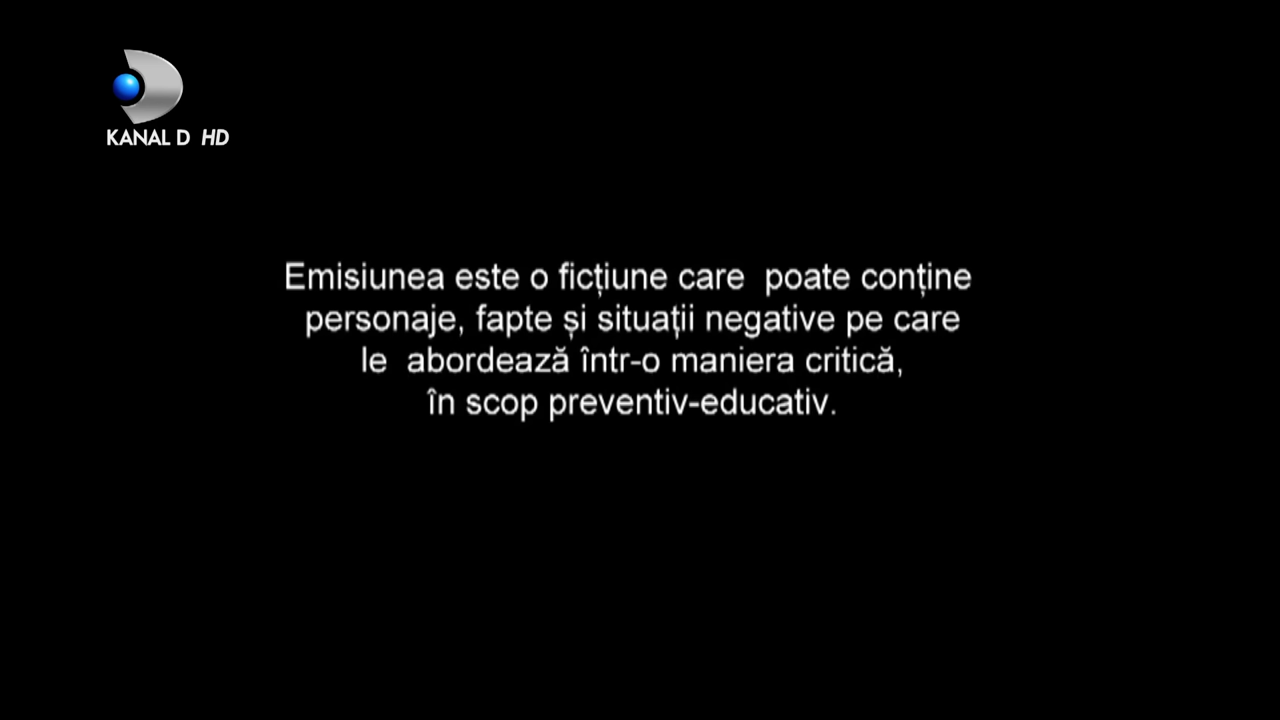 KANAL D HD
Emisiunea este o ficțiune care poate conține
personaje, fapte și situații negative pe care
le abordează într-o maniera critică,
în scop preventiv-educativ.